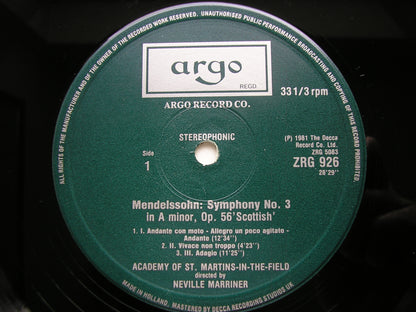 ALL RIGHTS OF THE MANUFACTURER AND OF THE OWNER OF THE RECORDED WORK RESERVED. UNAUTHORISED PUBLIC PERFORMANCE BROADCASTING AND COPYING OF THIS RECORD PROHIBITED.
argo
REGD.
33 1/3 rpm
ARGO RECORD CO.
STEREOPHONIC
Side
1
(P) 1981 The Decca
Record Co. Ltd.
ZRG 5083
ZRG 926
28'29"
Mendelssohn: Symphony No. 3
in A minor, Op. 56'Scottish'
1. I. Andante con moto - Allegro un poco agitato -
Andante (12'34'')
2. II. Vivace non troppo (4'23'')
3. III. Adagio (11'25'')
ACADEMY OF ST. MARTINS-IN-THE-FIELD
directed by
NEVILLE MARRINER
MADE IN HOLLAND. MASTERED BY DECCA RECORDING STUDIOS UK